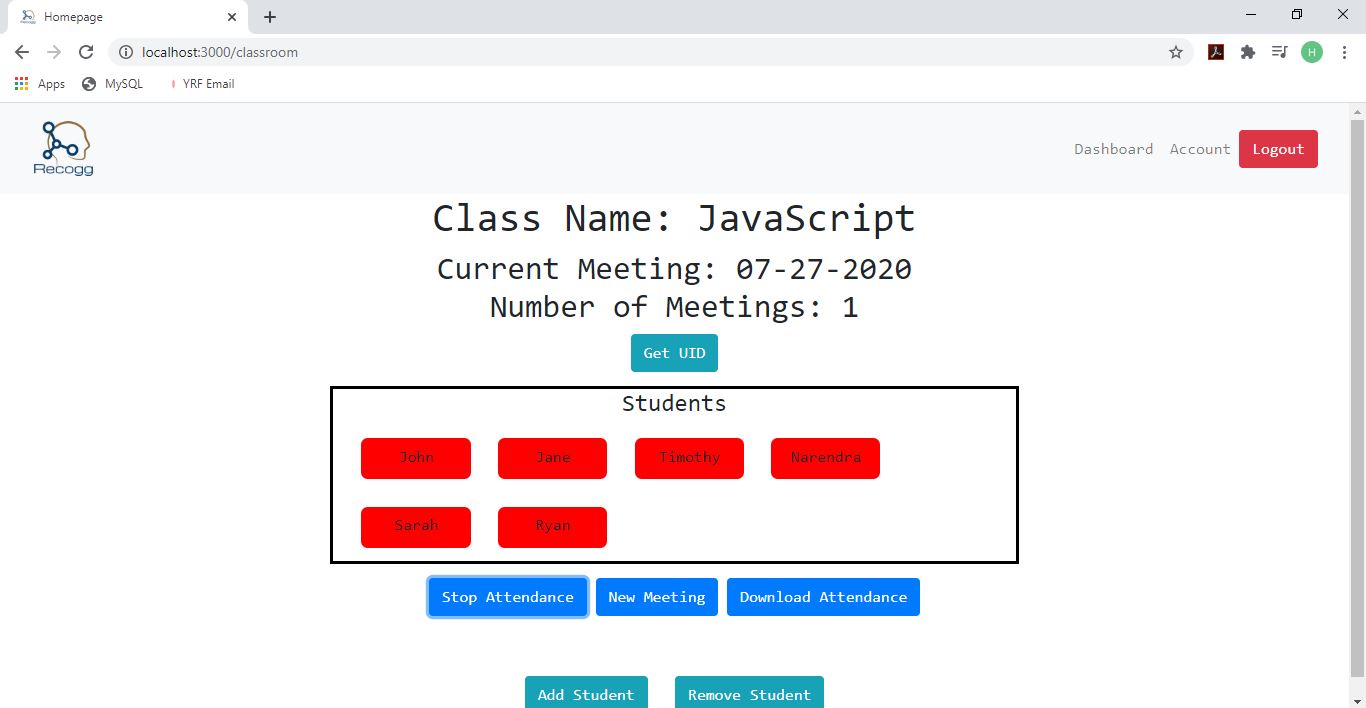 Homepage
localhost:3000/classroom
H
Apps MySQL YRF Email
Recogg
Dashboard Account Logout
Class Name: JavaScript
Current Meeting: 07-27-2020
Number of Meetings: 1
Get UID
Students
John Jane Timothy Narendra
Sarah Ryan
Stop Attendance New Meeting Download Attendance
Add Student Remove Student